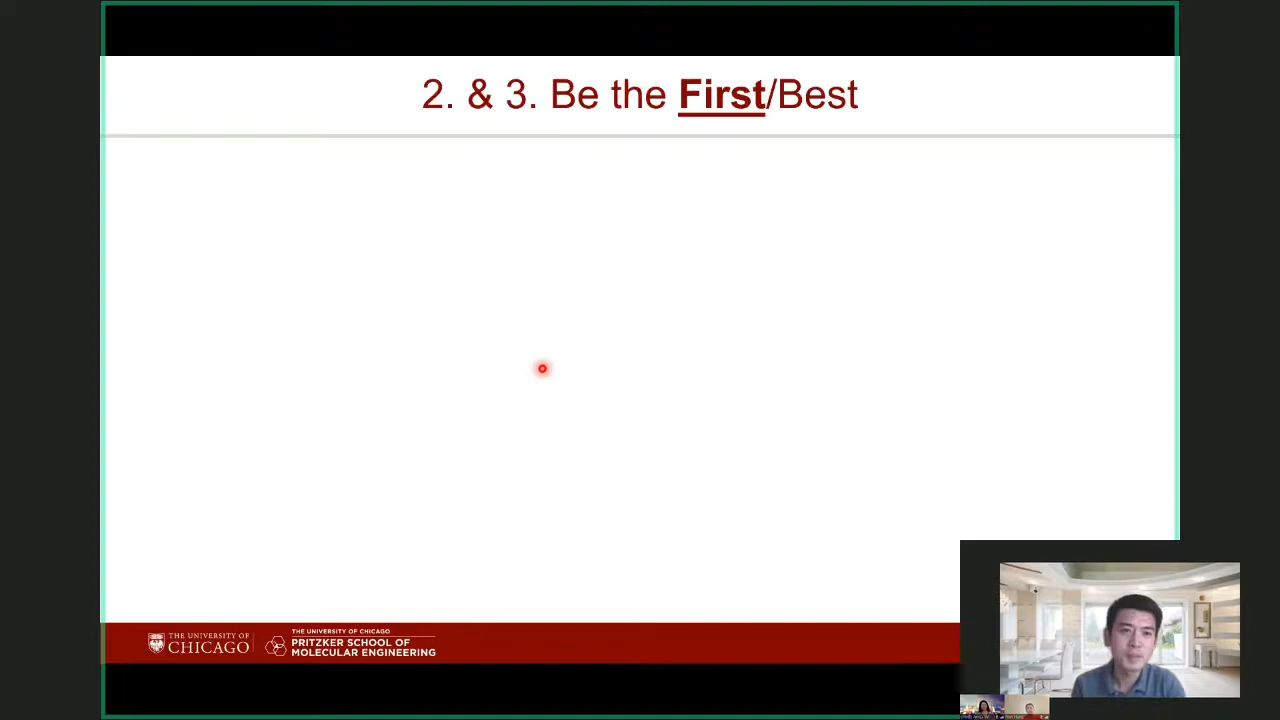 2. & 3. Be the First/Best
THE UNIVERSITY OF
CHICAGO
THE UNIVERSITY OF CHICAGO
PRITZKER SCHOOL OF
MOLECULAR ENGINEERING